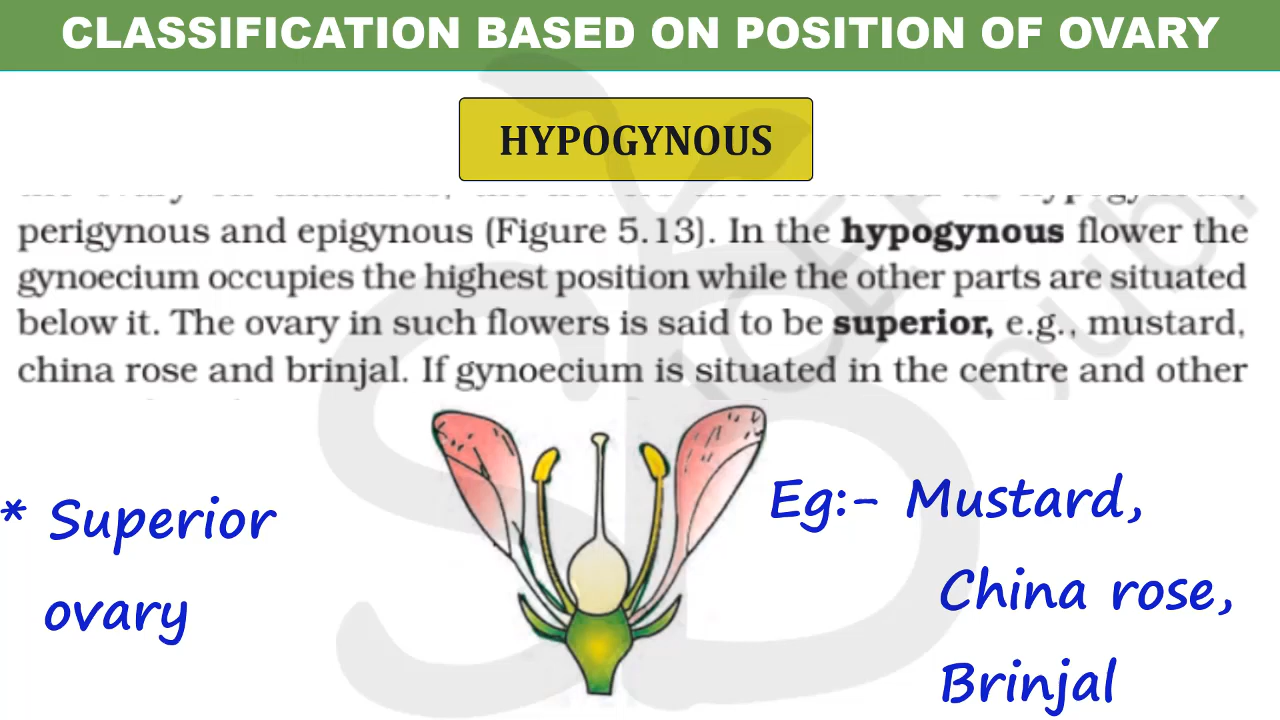 CLASSIFICATION BASED ON POSITION OF OVARY
HYPOGYNOUS
perigynous and epigynous (Figure 5.13). In the hypogynous flower the
gynoecium occupies the highest position while the other parts are situated
below it. The ovary in such flowers is said to be superior, e.g., mustard,
china rose and brinjal. If gynoecium is situated in the centre and other
* Superior
ovary
Eg:- Mustard,
China rose,
Brinjal